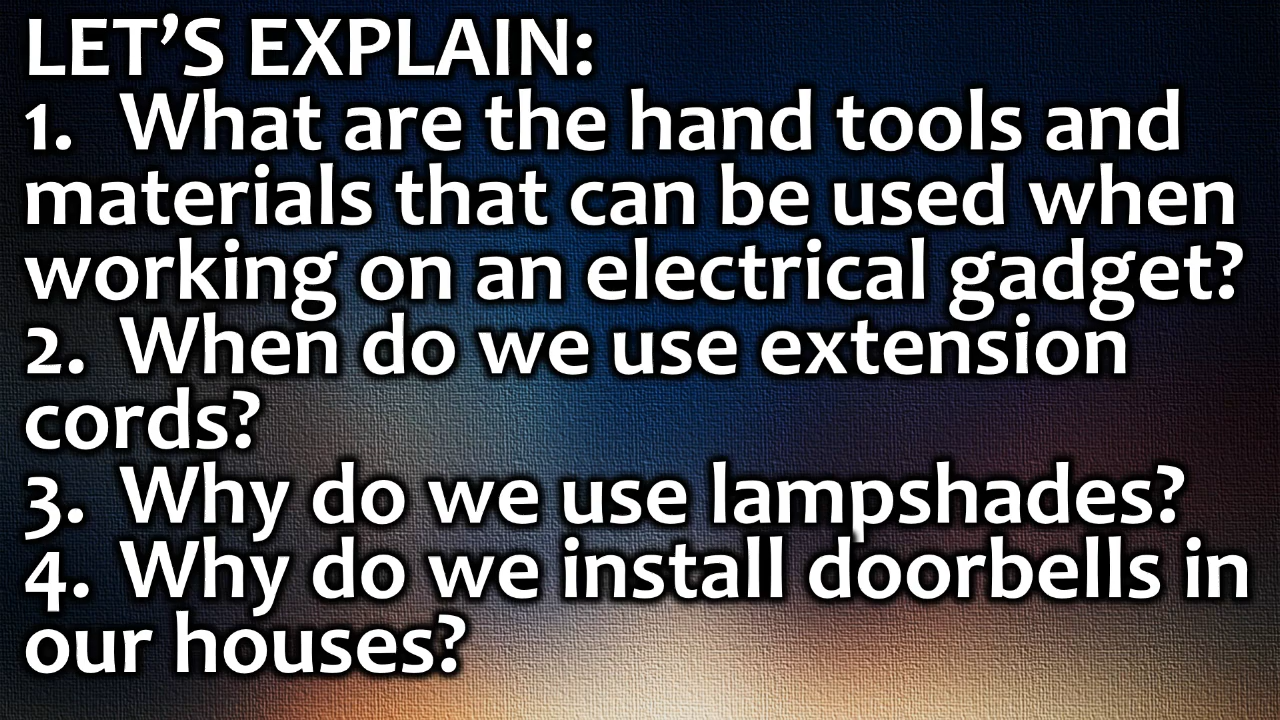 LET’S EXPLAIN:
1. What are the hand tools and
materials that can be used when
working on an electrical gadget?
2. When do we use extension
cords?
3. Why do we use lampshades?
4. Why do we install doorbells in
our houses?